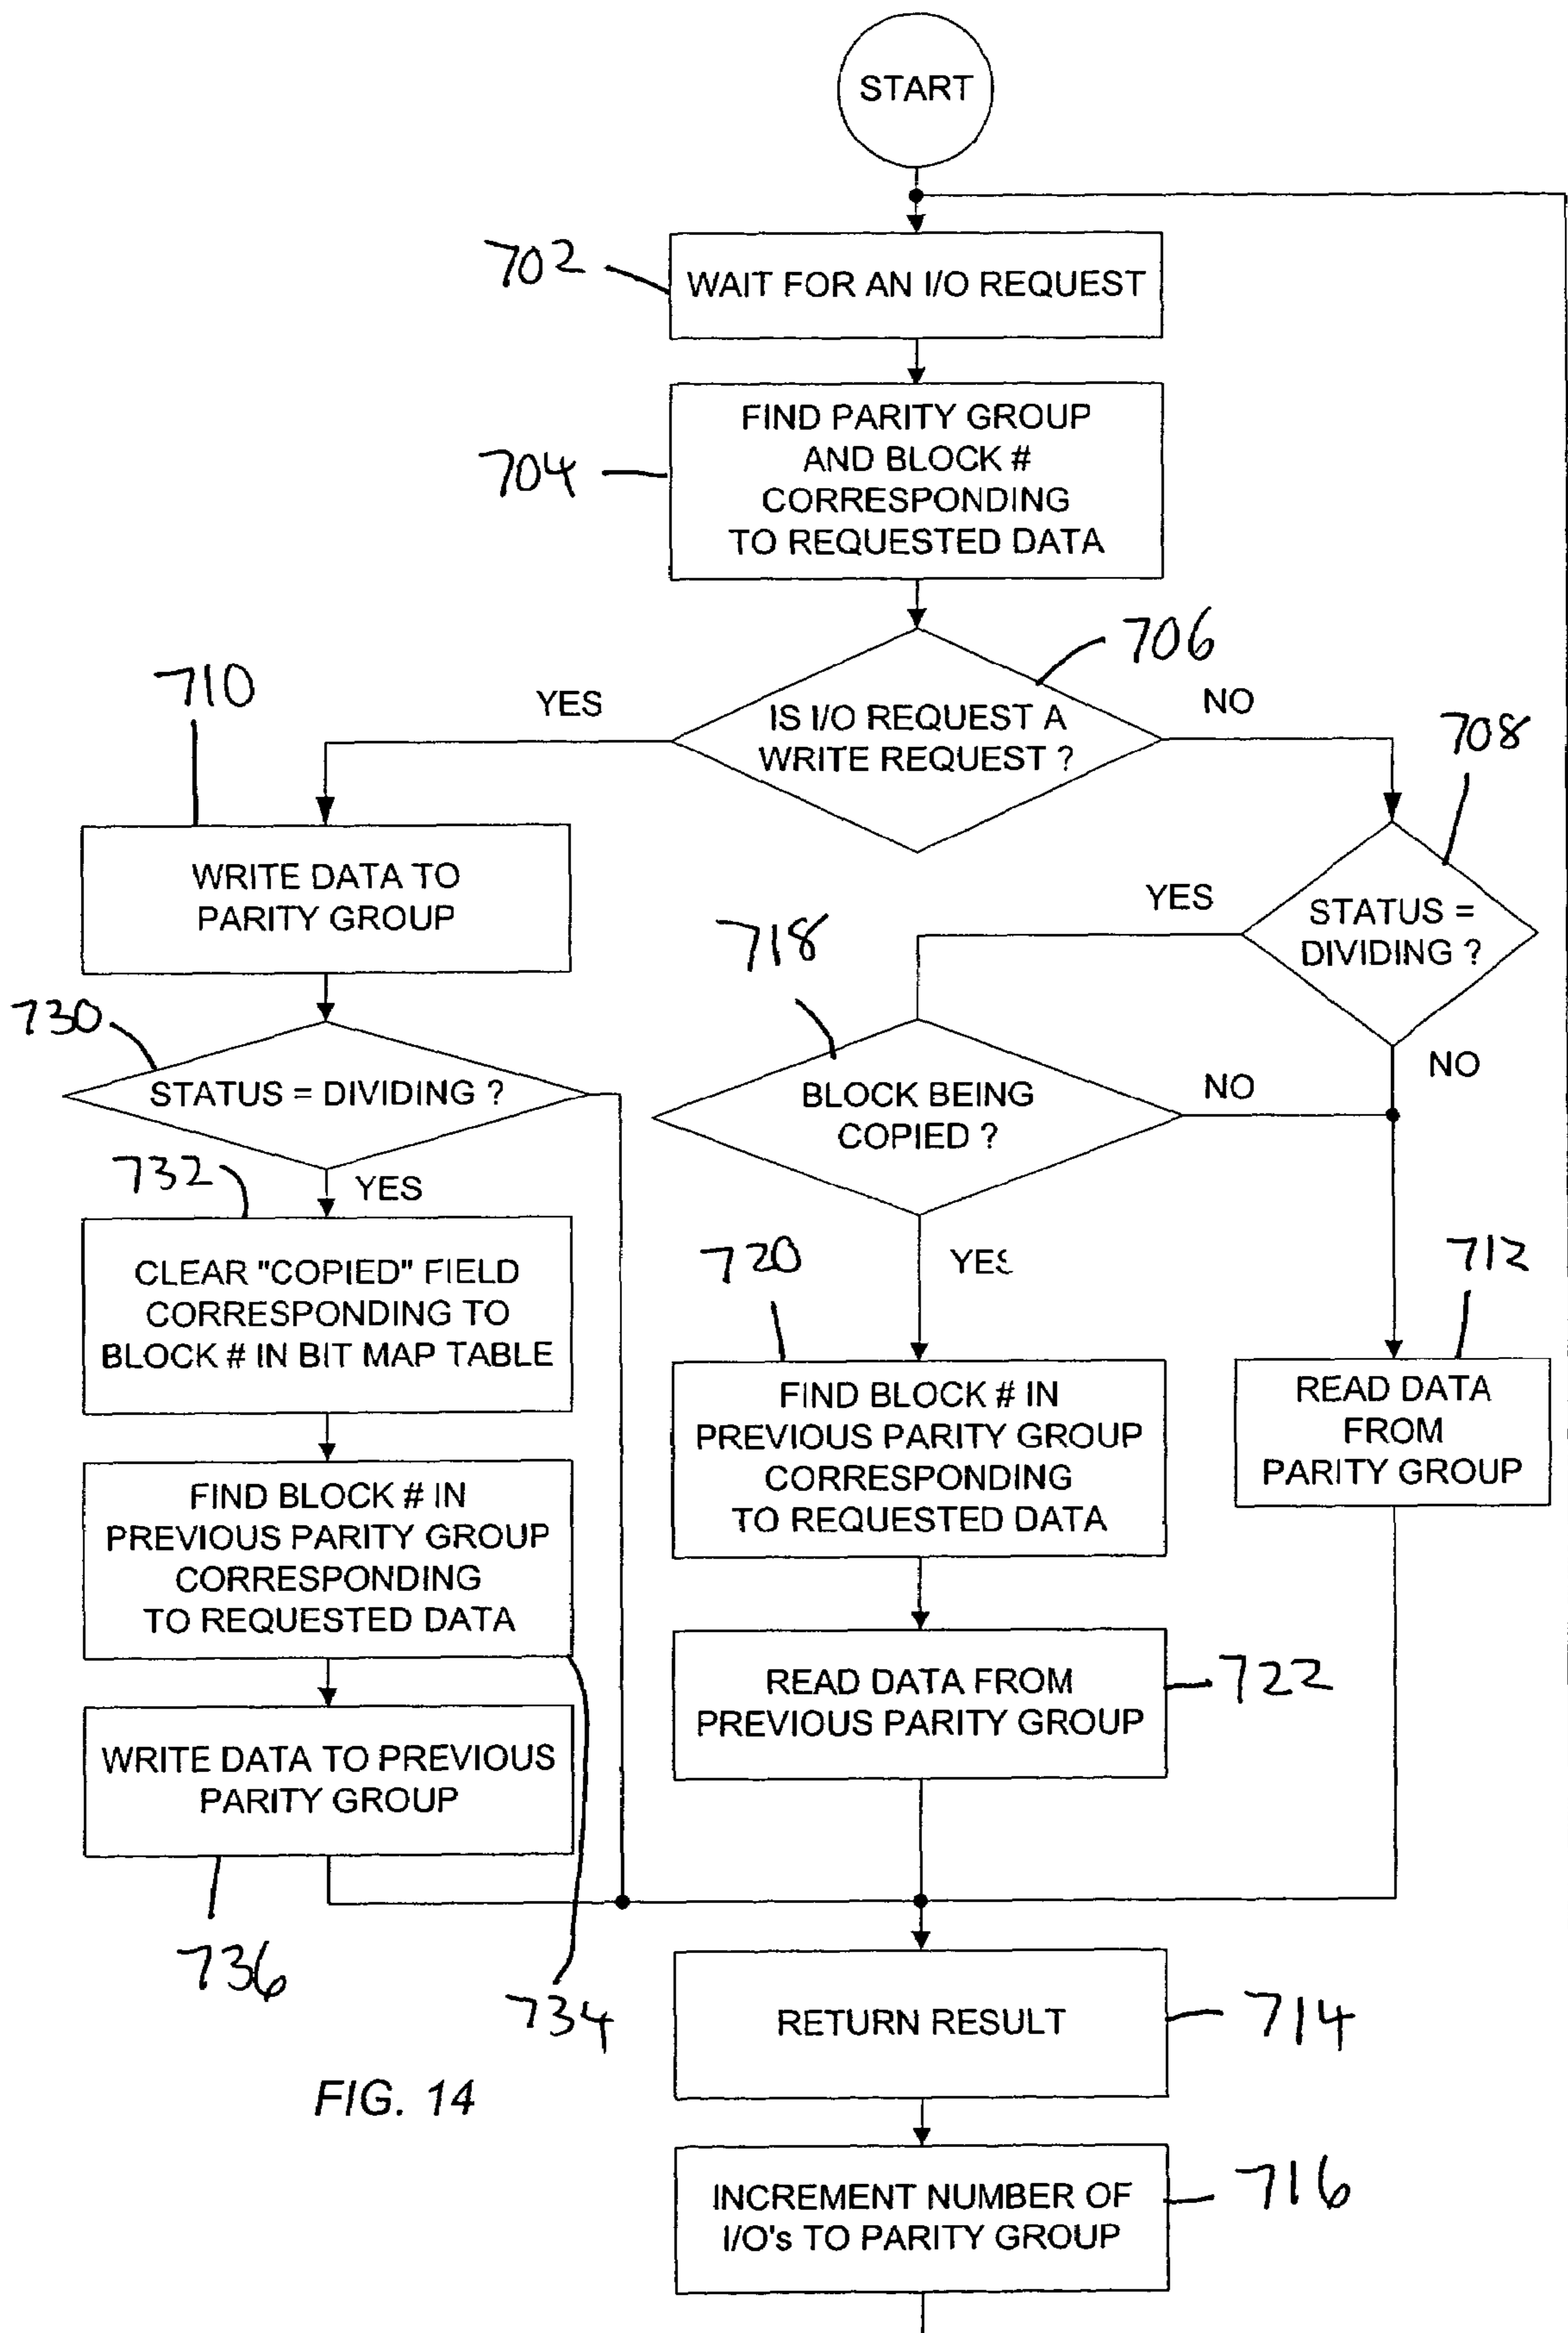 START
702
WAIT FOR AN I/O REQUEST
704
FIND PARITY GROUP
AND BLOCK #
CORRESPONDING
TO REQUESTED DATA
706
710
YES
IS I/O REQUEST A
WRITE REQUEST ?
NO
708
WRITE DATA TO
PARITY GROUP
718
YES
STATUS =
DIVIDING ?
730
STATUS = DIVIDING ?
BLOCK BEING
COPIED ?
NO
NO
732
YES
CLEAR "COPIED" FIELD
CORRESPONDING TO
BLOCK # IN BIT MAP TABLE
720
YES
712
FIND BLOCK # IN
PREVIOUS PARITY GROUP
CORRESPONDING
TO REQUESTED DATA
READ DATA
FROM
PARITY GROUP
FIND BLOCK # IN
PREVIOUS PARITY GROUP
CORRESPONDING
TO REQUESTED DATA
READ DATA FROM
PREVIOUS PARITY GROUP
722
WRITE DATA TO PREVIOUS
PARITY GROUP
736
734
RETURN RESULT
714
FIG. 14
INCREMENT NUMBER OF
I/O's TO PARITY GROUP
716